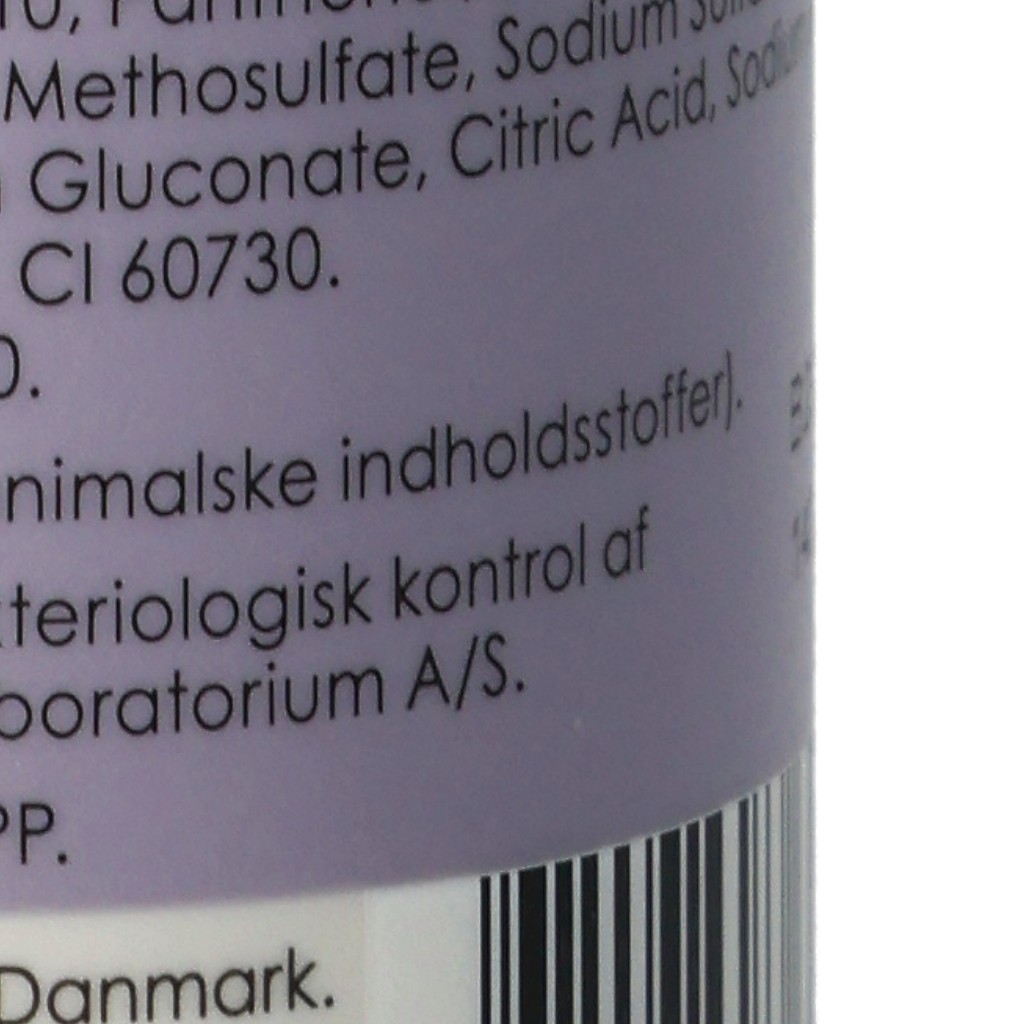 Methosulfate, Sodium
Gluconate, Citric Acid,
CI 60730.
0.
nimalske indholdsstoffer).
teriologisk kontrol af
boratorium A/S.
PP.
Danmark.